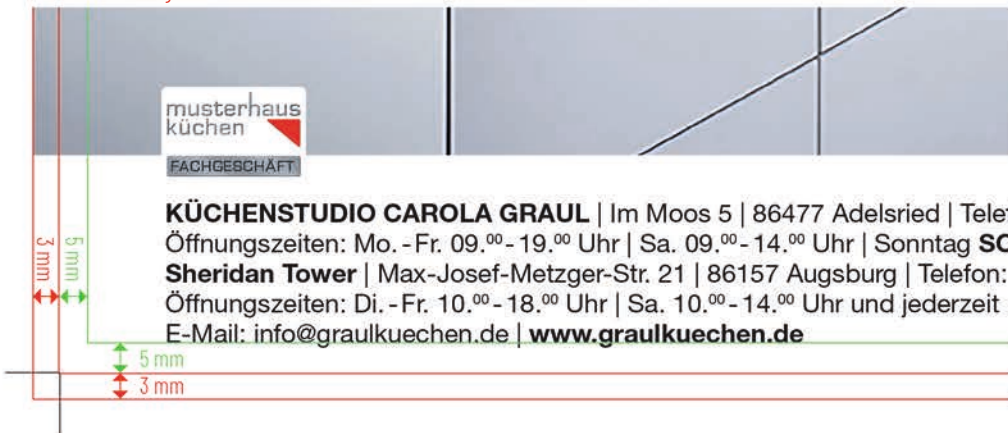 musterhaus
küchen
FACHGESCHÄFT
KÜCHENSTUDIO CAROLA GRAUL | Im Moos 5 | 86477 Adelsried |
Öffnungszeiten: Mo.-Fr. 09.⁰⁰-19.⁰⁰ Uhr | Sa. 09.⁰⁰-14.⁰⁰ Uhr | Sonntag
Sheridan Tower | Max-Josef-Metzger-Str. 21 | 86157 Augsburg | Telefon:
Öffnungszeiten: Di.-Fr. 10.⁰⁰-18.⁰⁰ Uhr | Sa. 10.⁰⁰-14.⁰⁰ Uhr und jederzeit
E-Mail: info@graulkuechen.de | www.graulkuechen.de
3 mm
5 mm
5 mm
3 mm